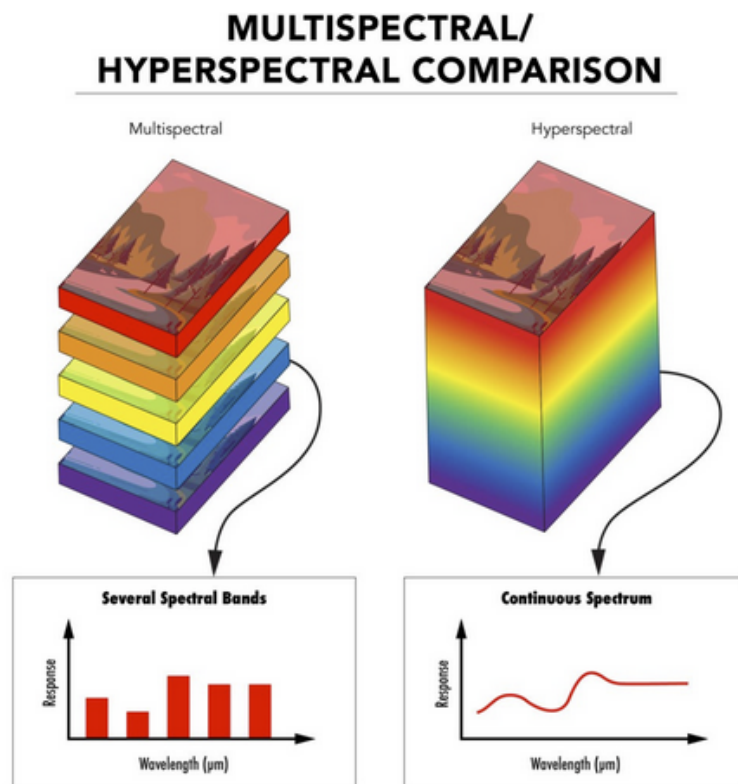 MULTISPECTRAL/
HYPERSPECTRAL COMPARISON
Multispectral
Hyperspectral
Several Spectral Bands
Response
Wavelength (µm)
Continuous Spectrum
Response
Wavelength (µm)